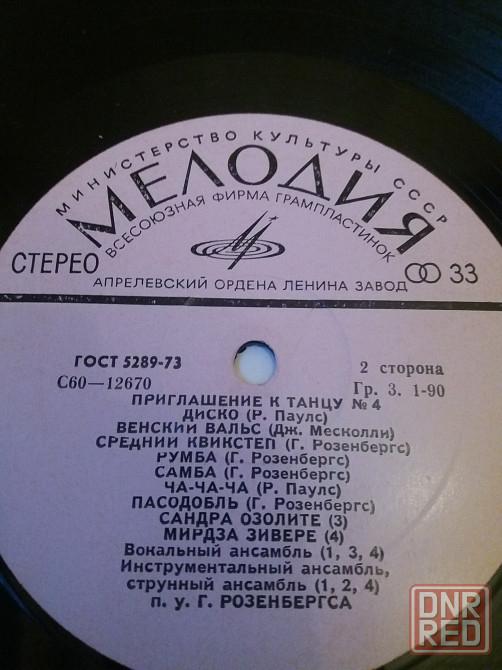 МИНИСТЕРСТВО КУЛЬТУРЫ СССР
МЕЛОДИЯ
ВСЕСОЮЗНАЯ ФИРМА ГРАМПЛАСТИНОК
СТЕРЕО
33
АПРЕЛЕВСКИЙ ОРДЕНА ЛЕНИНА ЗАВОД
ГОСТ 5289-73
2 сторона
С60—12670
Гр. 3. 1-90
ПРИГЛАШЕНИЕ К ТАНЦУ № 4
ДИСКО (Р. Паулс)
ВЕНСКИЙ ВАЛЬС (Дж. Месколли)
СРЕДНИЙ КВИКСТЕП (Г. Розенбергс)
РУМБА (Г. Розенбергс)
САМБА (Г. Розенбергс)
ЧА-ЧА-ЧА (Р. Паулс)
ПАСОДОБЛЬ (Г. Розенбергс)
САНДРА ОЗОЛИТЕ (3)
МИРДЗА ЗИВЕРЕ (4)
Вокальный ансамбль (1, 3, 4)
Инструментальный ансамбль,
струнный ансамбль (1, 2, 4)
п. у. Г. РОЗЕНБЕРГСА
DNR
RED